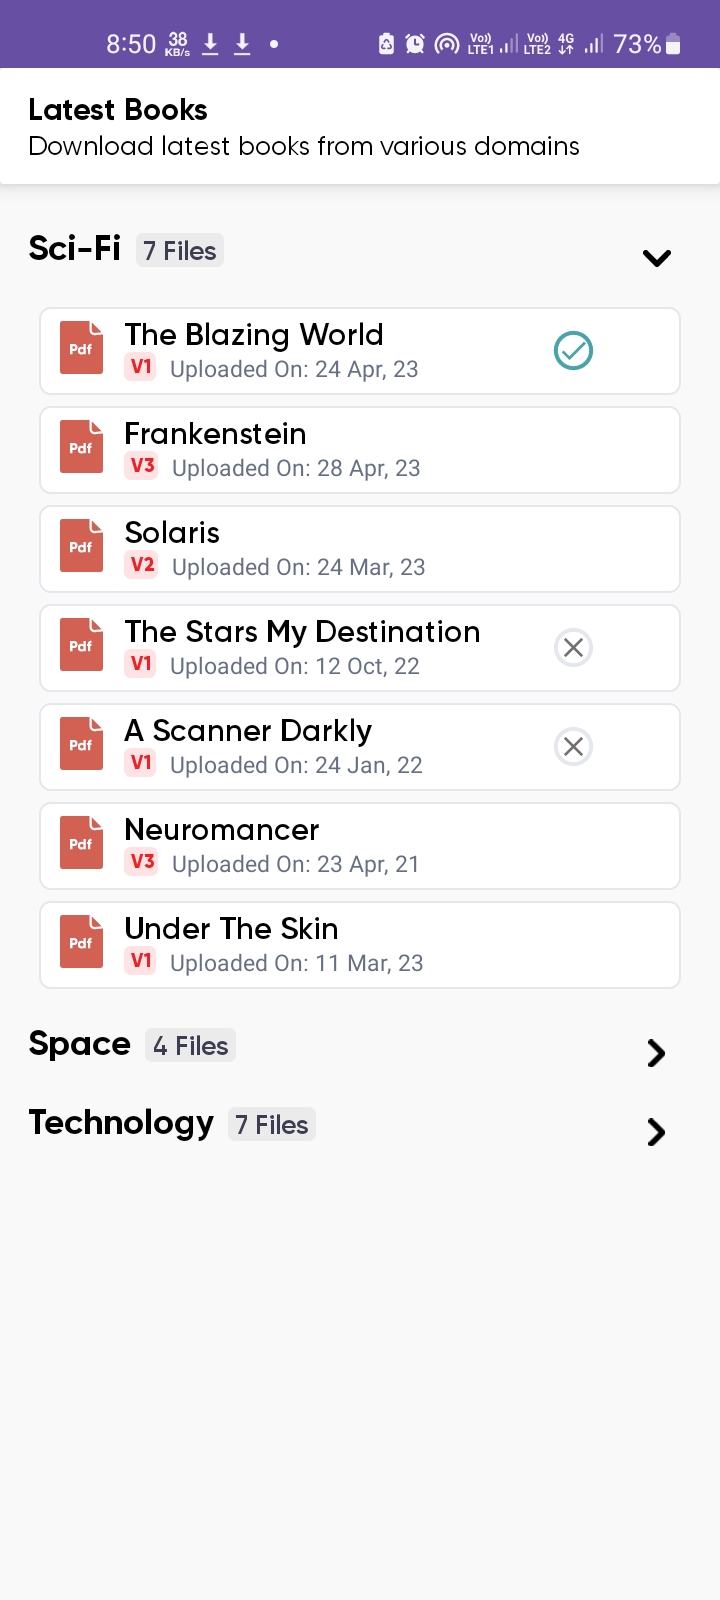 8:50 38 KB/s Vo)) LTE1 Vo)) LTE2 4G 73%
Latest Books
Download latest books from various domains
Sci-Fi 7 Files
Pdf The Blazing World
V1 Uploaded On: 24 Apr, 23
Pdf Frankenstein
V3 Uploaded On: 28 Apr, 23
Pdf Solaris
V2 Uploaded On: 24 Mar, 23
Pdf The Stars My Destination
V1 Uploaded On: 12 Oct, 22
Pdf A Scanner Darkly
V1 Uploaded On: 24 Jan, 22
Pdf Neuromancer
V3 Uploaded On: 23 Apr, 21
Pdf Under The Skin
V1 Uploaded On: 11 Mar, 23
Space 4 Files
Technology 7 Files